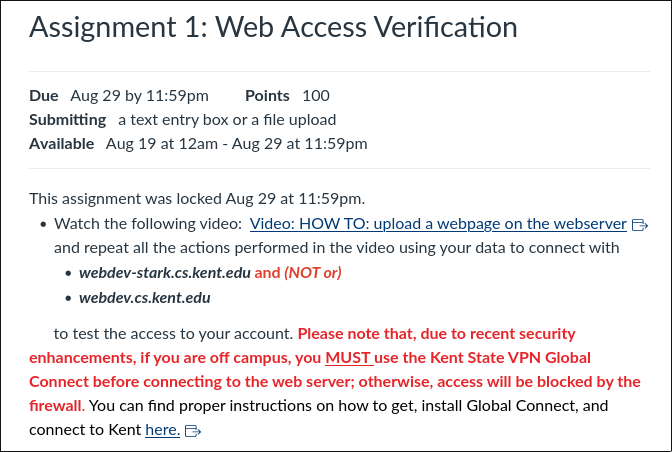 Assignment 1: Web Access Verification
Due Aug 29 by 11:59pm Points 100
Submitting a text entry box or a file upload
Available Aug 19 at 12am - Aug 29 at 11:59pm
This assignment was locked Aug 29 at 11:59pm.
• Watch the following video: Video: HOW TO: upload a webpage on the webserver
and repeat all the actions performed in the video using your data to connect with
• webdev-stark.cs.kent.edu and (NOT or)
• webdev.cs.kent.edu
to test the access to your account. Please note that, due to recent security
enhancements, if you are off campus, you MUST use the Kent State VPN Global
Connect before connecting to the web server; otherwise, access will be blocked by the
firewall. You can find proper instructions on how to get, install Global Connect, and
connect to Kent here.